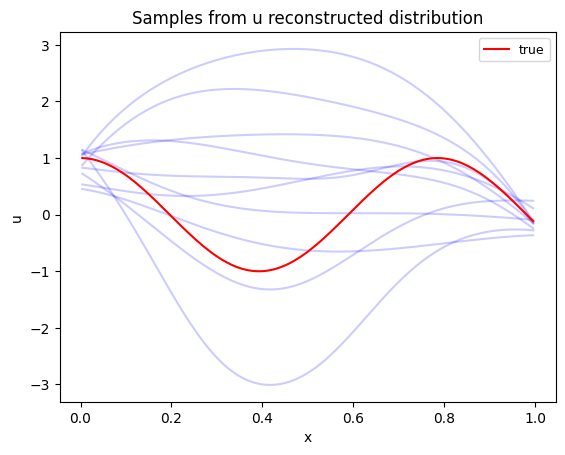 Samples from u reconstructed distribution
true
3
2
1
0
−1
−2
−3
u
0.0 0.2 0.4 0.6 0.8 1.0
x